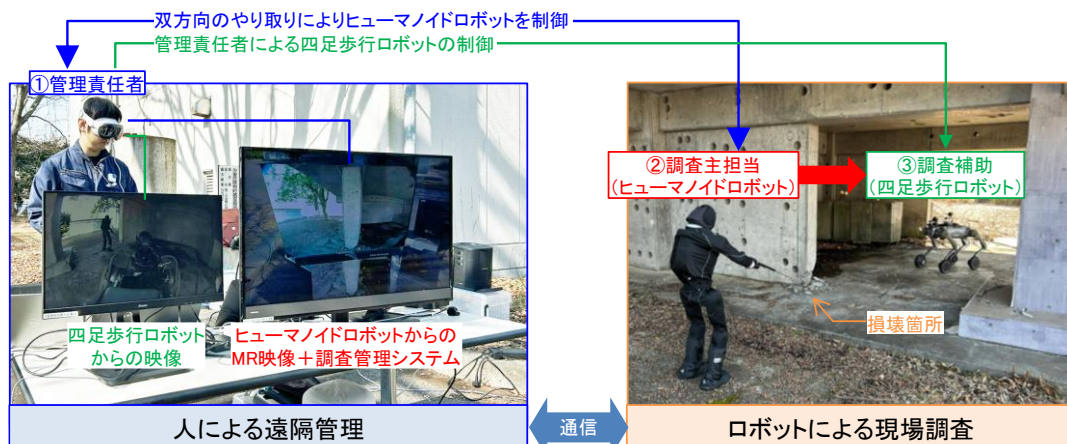 双方向のやり取りによりヒューマノイドロボットを制御
管理責任者による四足歩行ロボットの制御
①管理責任者
②調査主担当
(ヒューマノイドロボット)
③調査補助
(四足歩行ロボット)
損壊箇所
四足歩行ロボット
からの映像
ヒューマノイドロボットからの
MR映像+調査管理システム
人による遠隔管理
通信
ロボットによる現場調査